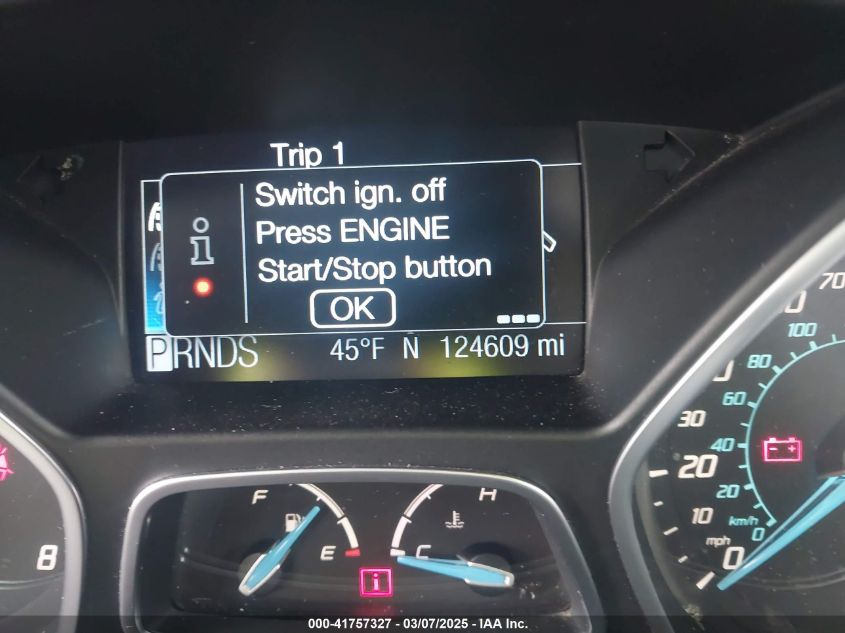 Trip 1
Switch ign. off
Press ENGINE
Start/Stop button
OK
PRNDS 45°F N 124609 mi
70
100
80
60
30
40
20
20
10
km/h
0
mph
0
8
F
E
H
C
000-41757327 - 03/07/2025 - IAA Inc.